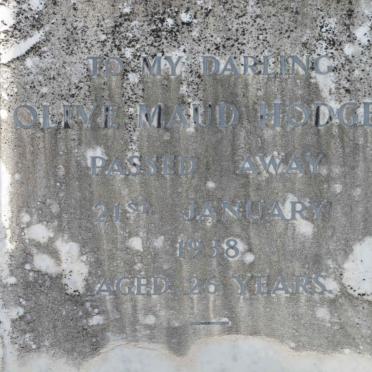 TO MY DARLING
OLIVE MAUD HODGE
PASSED AWAY
21ST JANUARY
1938
AGED 26 YEARS